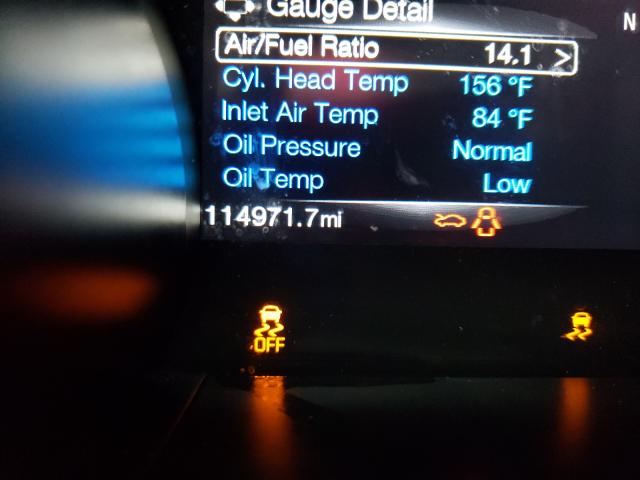 Gauge Detail
N
Air/Fuel Ratio 14.1 >
Cyl. Head Temp 156 °F
Inlet Air Temp 84 °F
Oil Pressure Normal
Oil Temp Low
114971.7mi
OFF